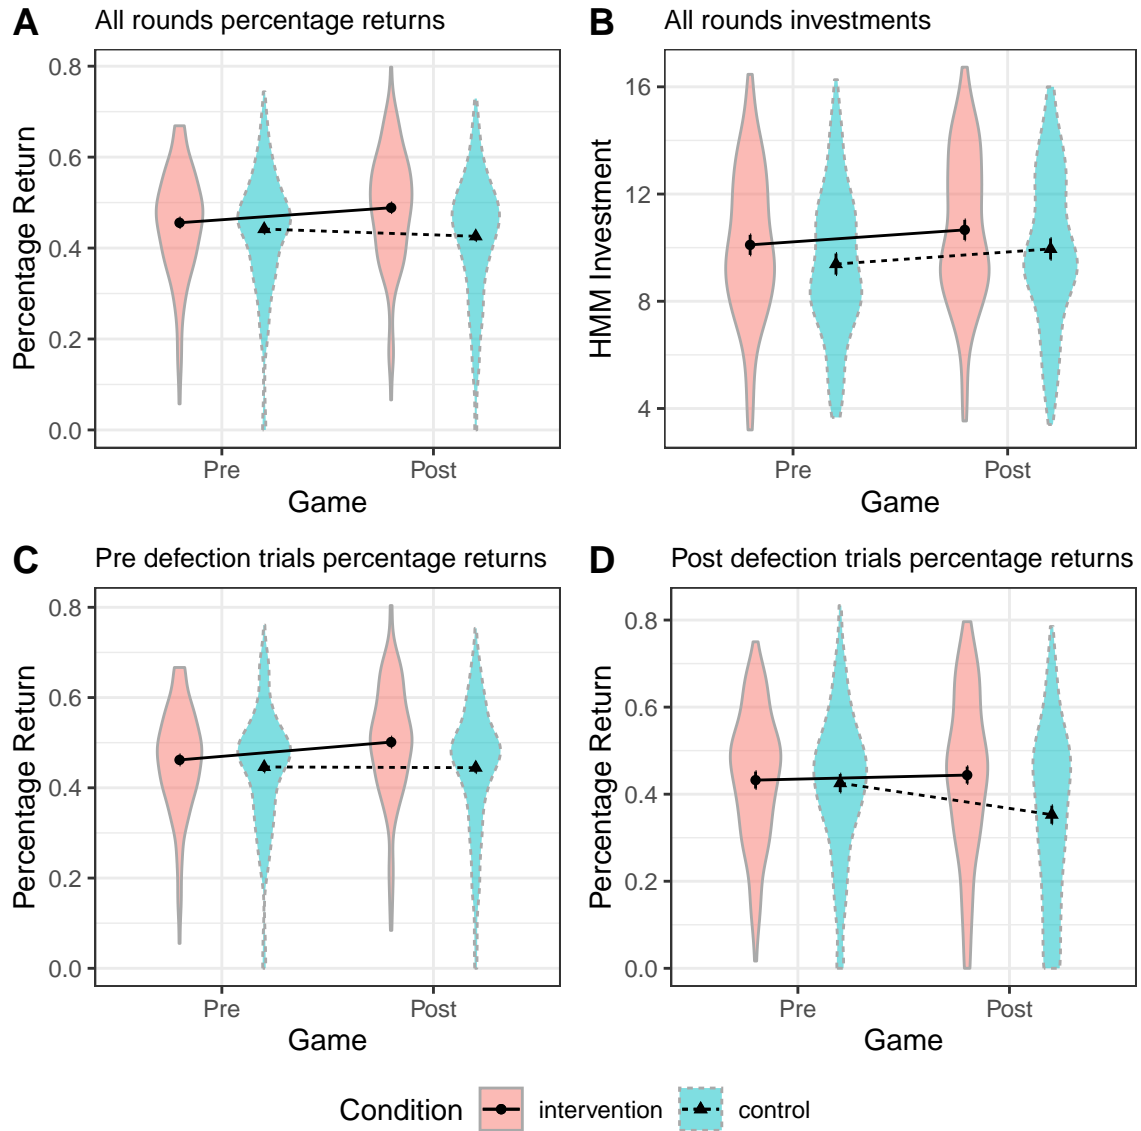 A All rounds percentage returns
Percentage Return
0.8
0.6
0.4
0.2
0.0
Pre Post
Game
B All rounds investments
HMM Investment
16
12
8
4
Pre Post
Game
C Pre defection trials percentage returns
Percentage Return
0.8
0.6
0.4
0.2
0.0
Pre Post
Game
D Post defection trials percentage returns
Percentage Return
0.8
0.6
0.4
0.2
0.0
Pre Post
Game
Condition intervention control